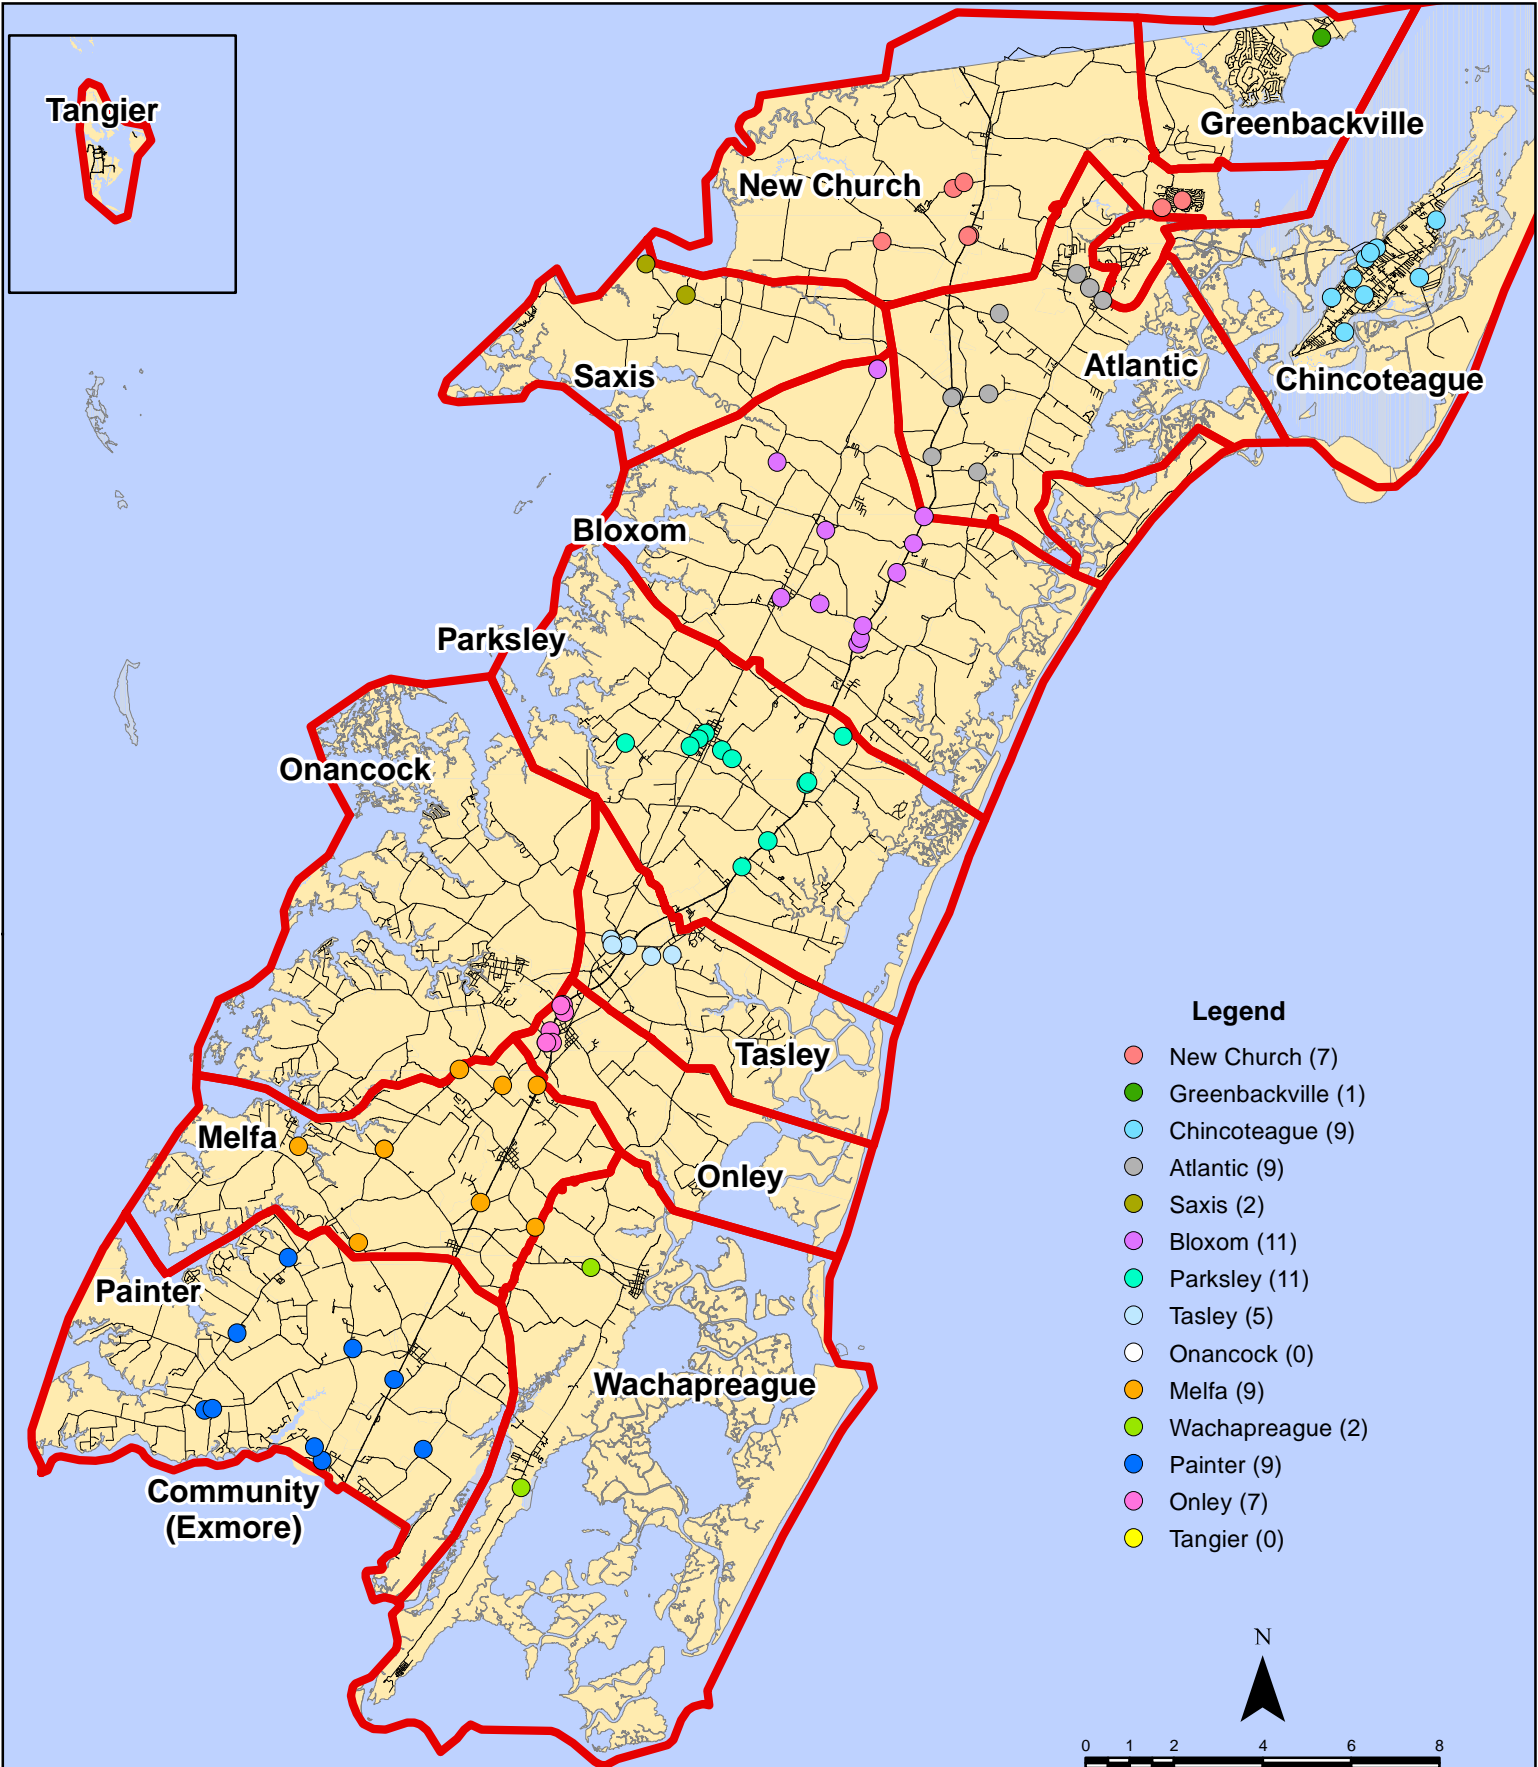 Tangier
Greenbackville
New Church
Saxis
Atlantic
Chincoteague
Bloxom
Parksley
Onancock
Tasley
Melfa
Onley
Painter
Wachapreague
Community
(Exmore)
Legend
New Church (7)
Greenbackville (1)
Chincoteague (9)
Atlantic (9)
Saxis (2)
Bloxom (11)
Parksley (11)
Tasley (5)
Onancock (0)
Melfa (9)
Wachapreague (2)
Painter (9)
Onley (7)
Tangier (0)
N
0 1 2 4 6 8